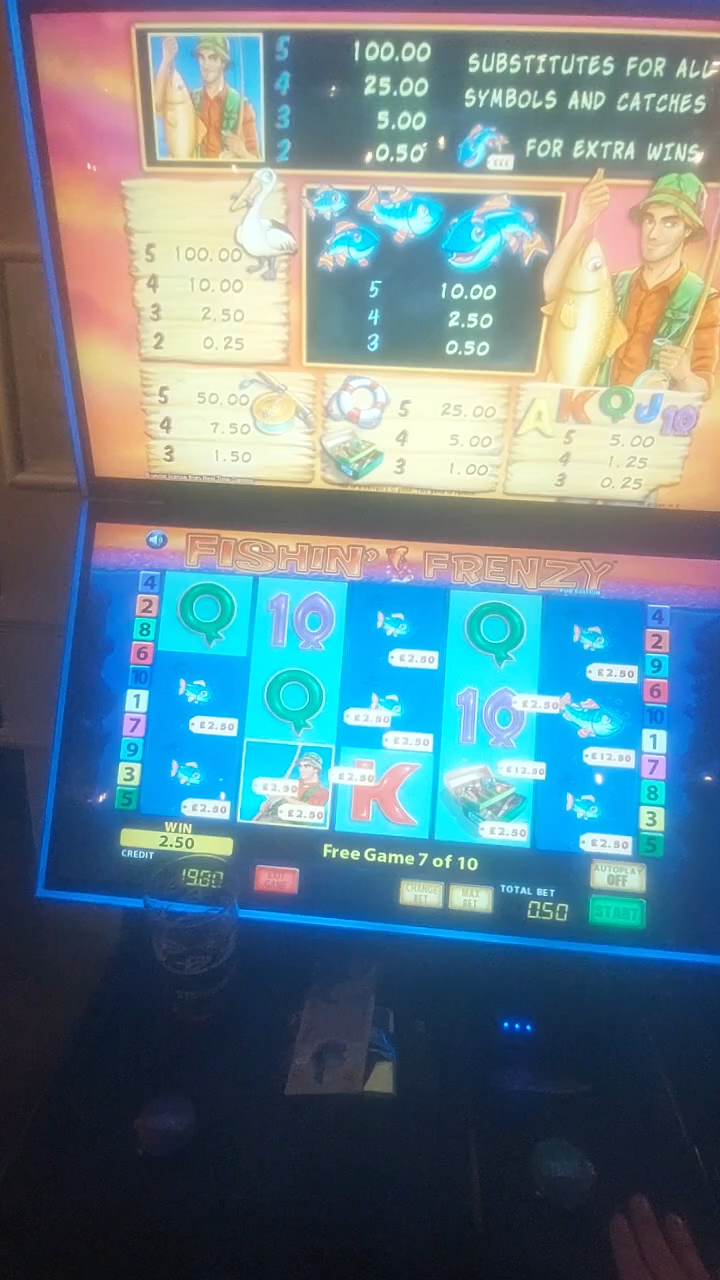 5 100.00
4 25.00
3 5.00
2 0.50
SUBSTITUTES FOR ALL
SYMBOLS AND CATCHES
FOR EXTRA WINS
5 100.00
4 10.00
3 2.50
2 0.25
5 10.00
4 2.50
3 0.50
5 50.00
4 7.50
3 1.50
5 25.00
4 5.00
3 1.00
A K Q J 10
5 5.00
4 1.25
3 0.25
FISHIN' FRENZY
4
2
8
6
10
1
7
9
3
5
Q 10 Q
£2.50 £2.50
Q 10
£2.50 £2.50 £2.50
£2.50 £12.50
K
£2.50 £2.50 £12.50
£2.50 £2.50 £2.50 £2.50
4
2
9
6
10
1
7
8
3
5
WIN
2.50
CREDIT
19.00
Free Game 7 of 10
CHANGE
BET
MAX
BET
TOTAL BET
0.50
AUTOPLAY
OFF
START